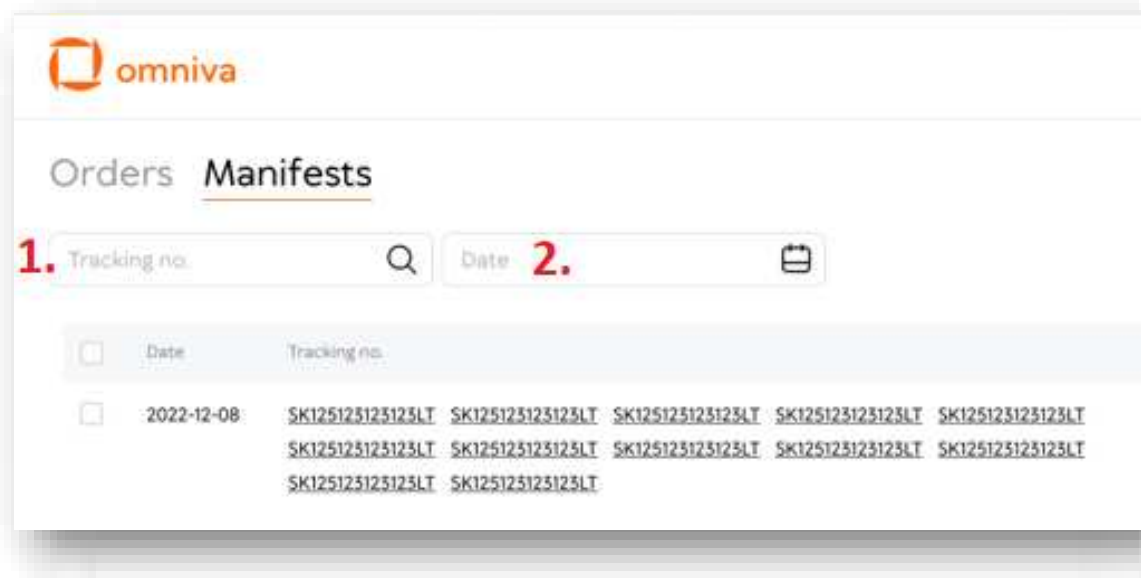 omniva
Orders Manifests
1. Tracking no. Date 2.
Date Tracking no.
2022-12-08 SK125123123123LT SK125123123123LT SK125123123123LT SK125123123123LT SK125123123123LT
SK125123123123LT SK125123123123LT SK125123123123LT SK125123123123LT SK125123123123LT
SK125123123123LT SK125123123123LT